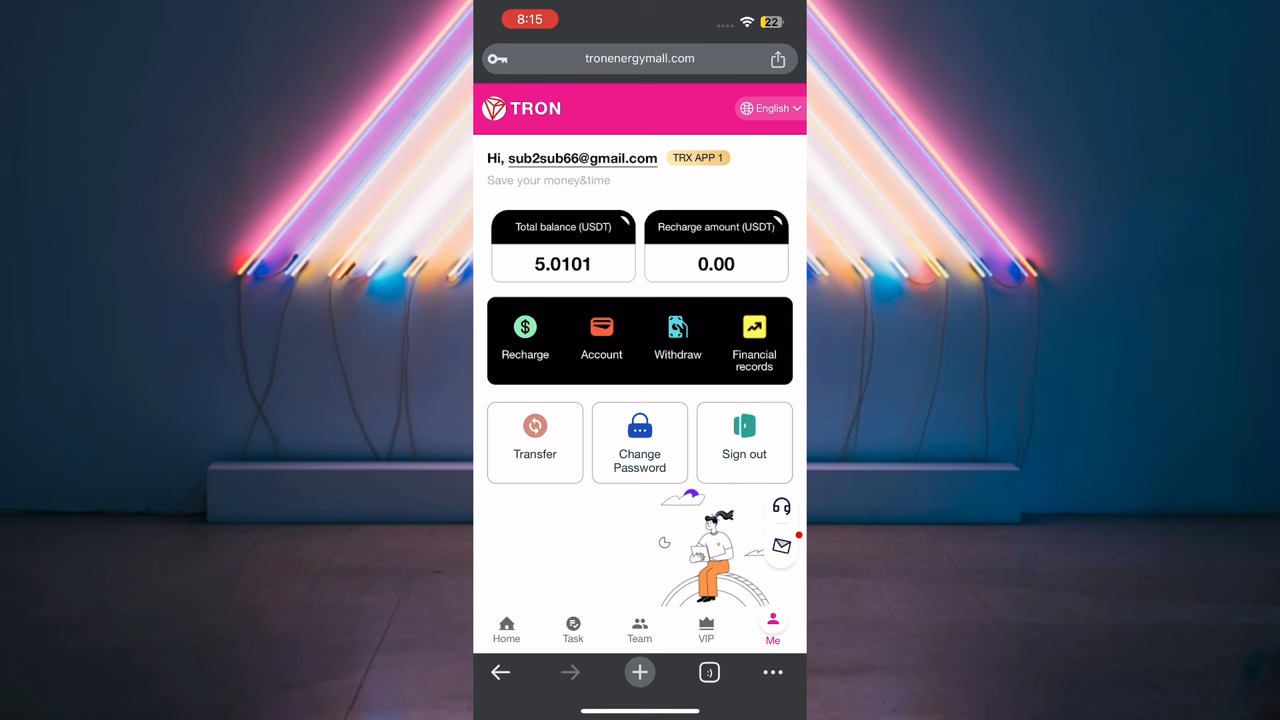 8:15
22
tronenergymall.com
TRON
English
Hi, sub2sub66@gmail.com
TRX APP 1
Save your money&time
Total balance (USDT)
Recharge amount (USDT)
5.0101
0.00
Recharge
Account
Withdraw
Financial
records
Transfer
Change
Password
Sign out
Home
Task
Team
VIP
Me
:)